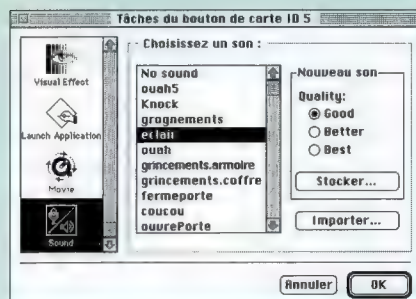 Tâches du bouton de carte ID 5
Visual Effect
Launch Application
Movie
Sound
Choisissez un son :
No sound
ouah5
Knock
grognements
eclair
ouah
grincements.armoire
grincements.coffre
fermeporte
coucou
ouvrePorte
Nouveau son
Quality:
Good
Better
Best
Stocker...
Importer...
Annuler
OK